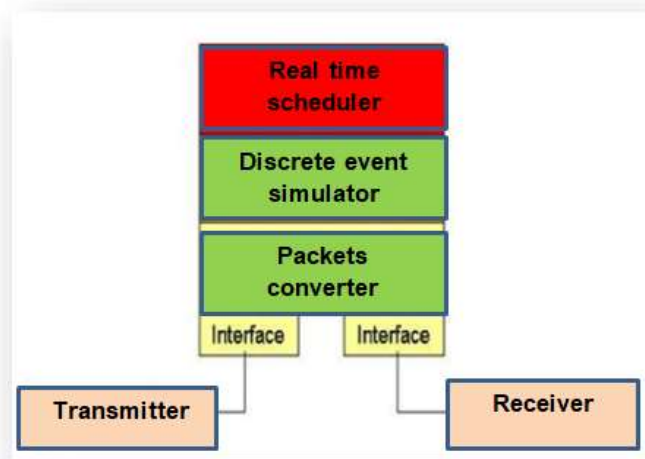 Real time
scheduler
Discrete event
simulator
Packets
converter
Interface
Interface
Transmitter
Receiver